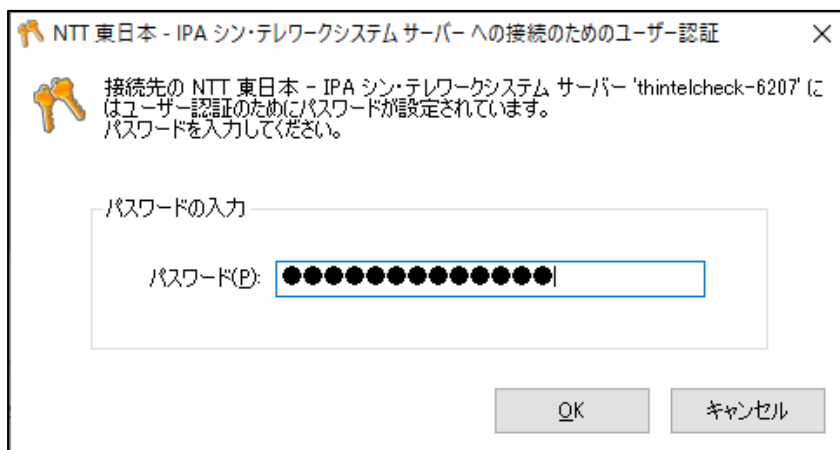 NTT 東日本 - IPA シン・テレワークシステム サーバー への接続のためのユーザー認証
接続先の NTT 東日本 - IPA シン・テレワークシステム サーバー 'thintelcheck-6207' に
はユーザー認証のためにパスワードが設定されています。
パスワードを入力してください。
パスワードの入力
パスワード(P): ●●●●●●●●●●●●●
OK キャンセル